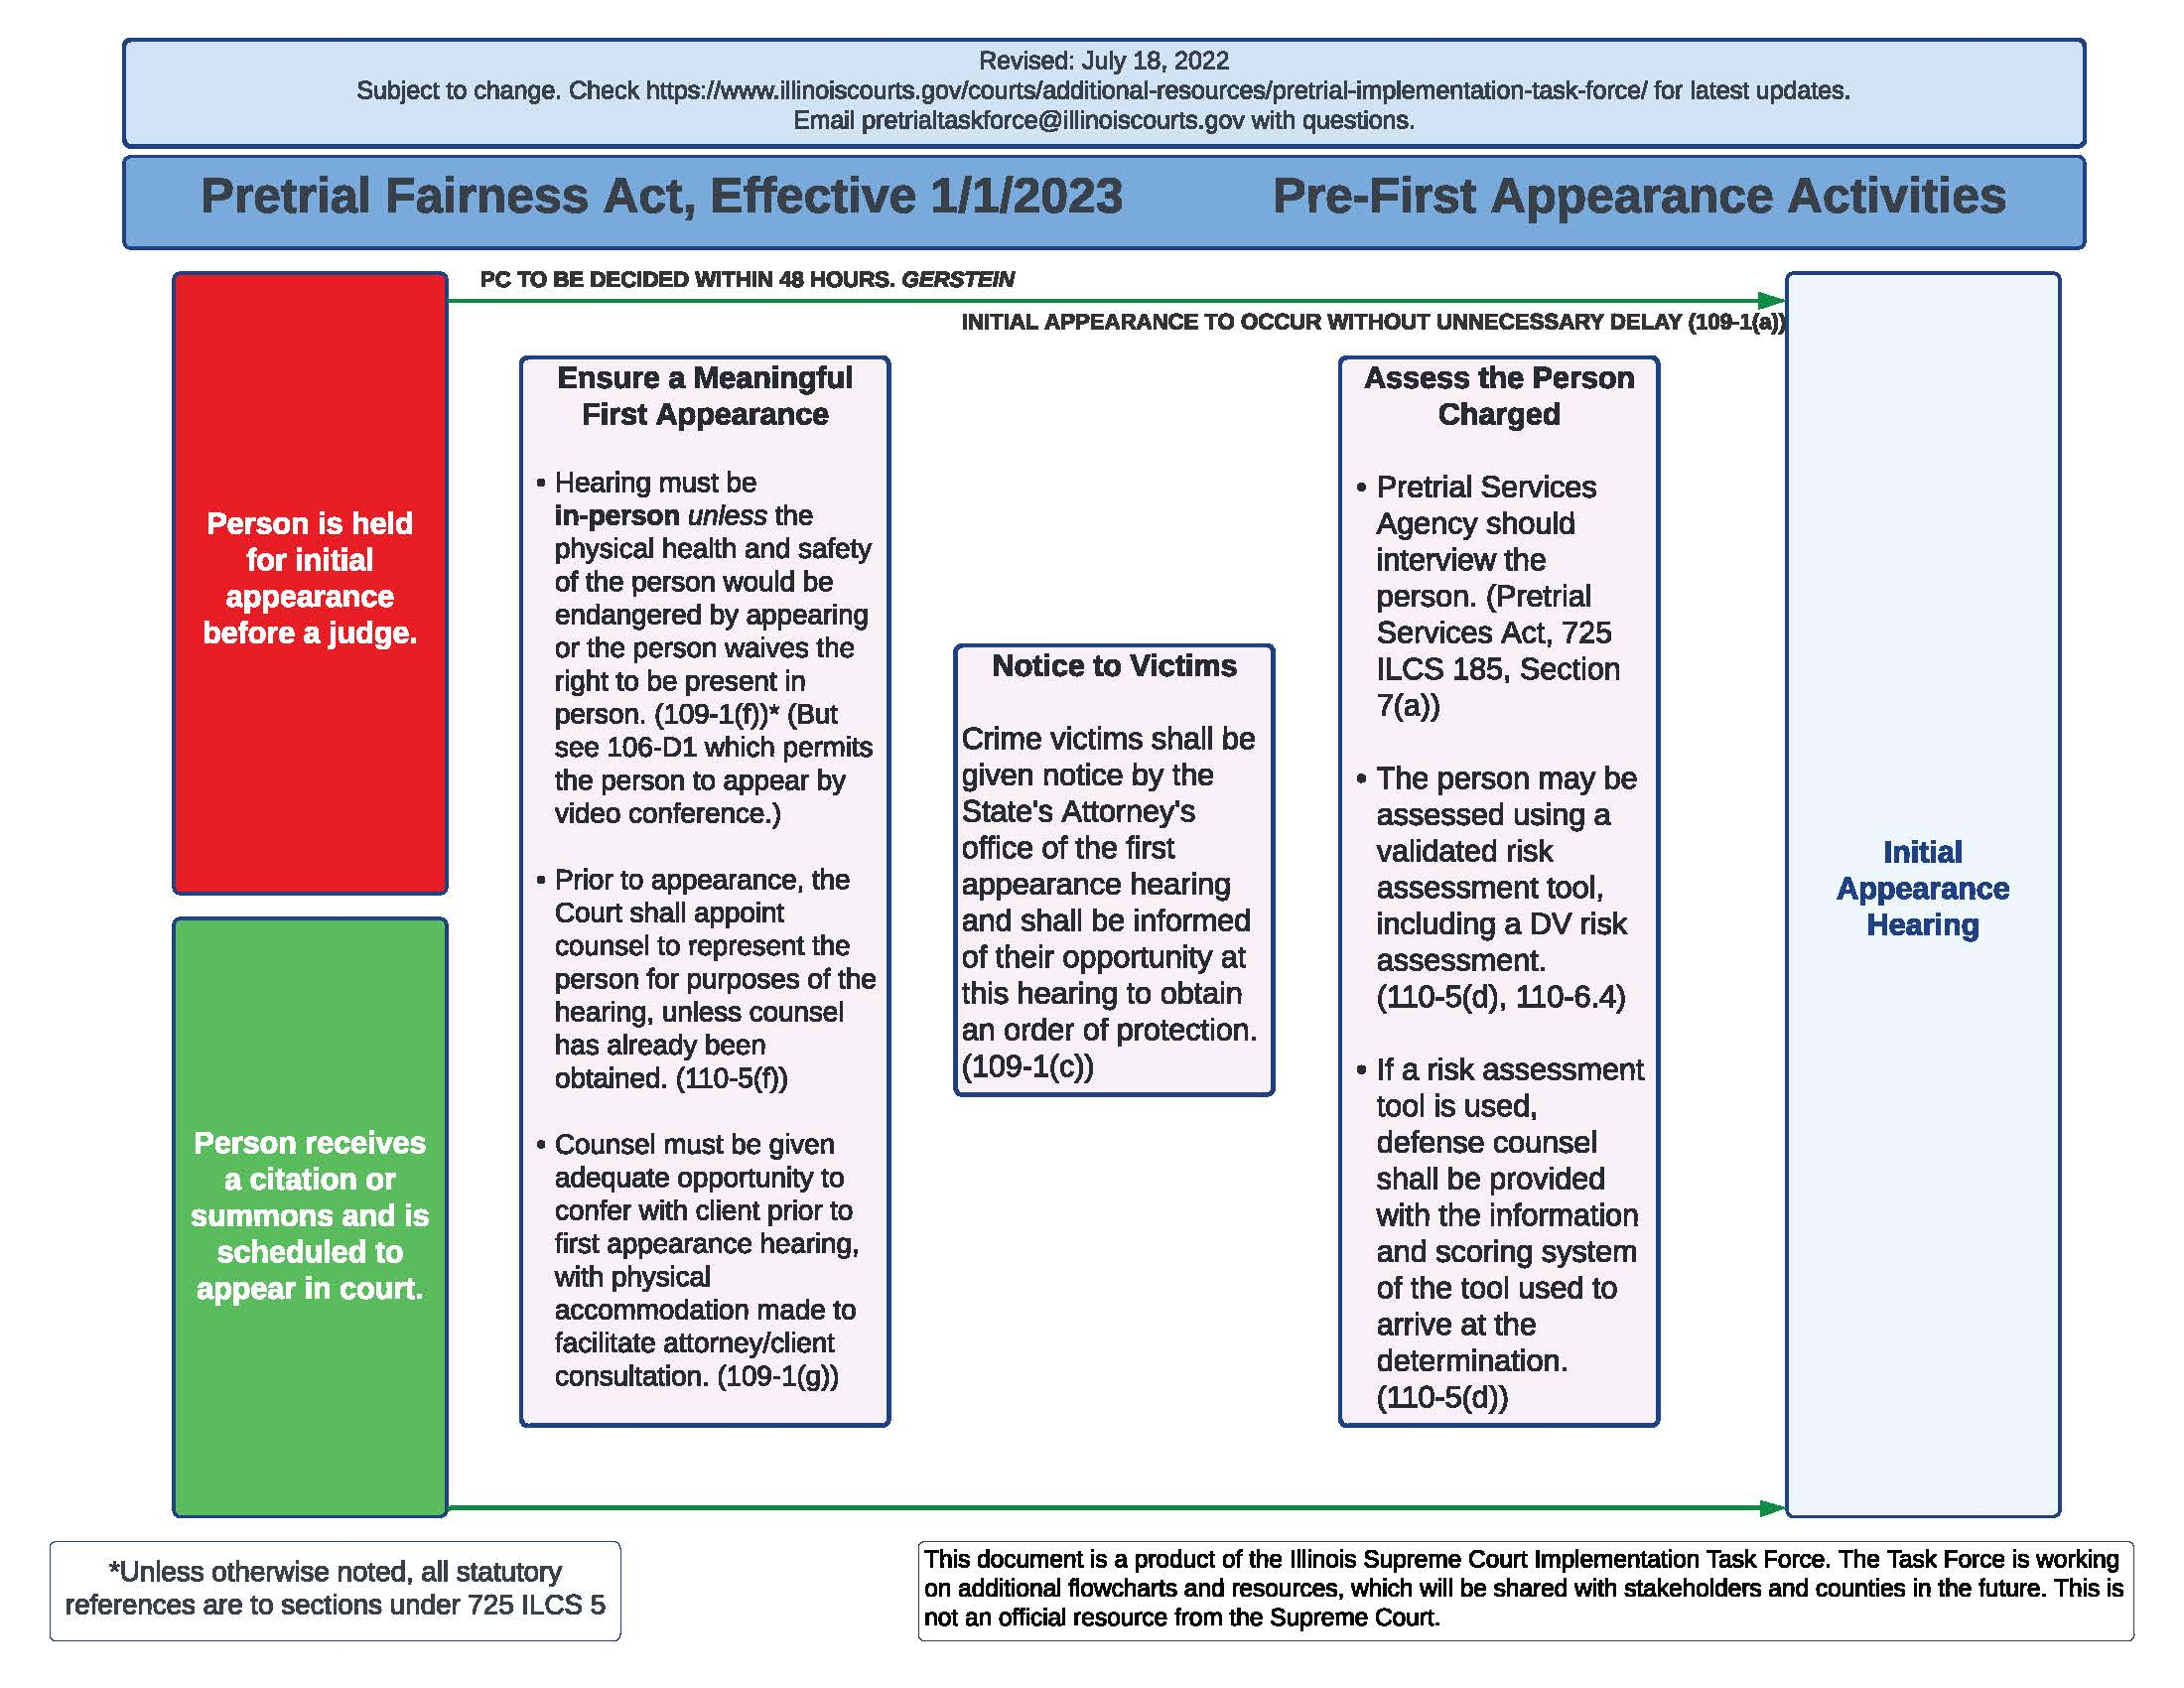 Revised: July 18, 2022
Subject to change. Check https://www.illinoiscourts.gov/courts/additional-resources/pretrial-implementation-task-force/ for latest updates.
Email pretrialtaskforce@illinoiscourts.gov with questions.
Pretrial Fairness Act, Effective 1/1/2023 Pre-First Appearance Activities
PC TO BE DECIDED WITHIN 48 HOURS. GERSTEIN
INITIAL APPEARANCE TO OCCUR WITHOUT UNNECESSARY DELAY (109-1(a))
Person is held
for initial
appearance
before a judge.
Person receives
a citation or
summons and is
scheduled to
appear in court.
Ensure a Meaningful
First Appearance
• Hearing must be
in-person unless the
physical health and safety
of the person would be
endangered by appearing
or the person waives the
right to be present in
person. (109-1(f))* (But
see 106-D1 which permits
the person to appear by
video conference.)
• Prior to appearance, the
Court shall appoint
counsel to represent the
person for purposes of the
hearing, unless counsel
has already been
obtained. (110-5(f))
• Counsel must be given
adequate opportunity to
confer with client prior to
first appearance hearing,
with physical
accommodation made to
facilitate attorney/client
consultation. (109-1(g))
Notice to Victims
Crime victims shall be
given notice by the
State's Attorney's
office of the first
appearance hearing
and shall be informed
of their opportunity at
this hearing to obtain
an order of protection.
(109-1(c))
Assess the Person
Charged
• Pretrial Services
Agency should
interview the
person. (Pretrial
Services Act, 725
ILCS 185, Section
7(a))
• The person may be
assessed using a
validated risk
assessment tool,
including a DV risk
assessment.
(110-5(d), 110-6.4)
• If a risk assessment
tool is used,
defense counsel
shall be provided
with the information
and scoring system
of the tool used to
arrive at the
determination.
(110-5(d))
Initial
Appearance
Hearing
*Unless otherwise noted, all statutory
references are to sections under 725 ILCS 5
This document is a product of the Illinois Supreme Court Implementation Task Force. The Task Force is working
on additional flowcharts and resources, which will be shared with stakeholders and counties in the future. This is
not an official resource from the Supreme Court.